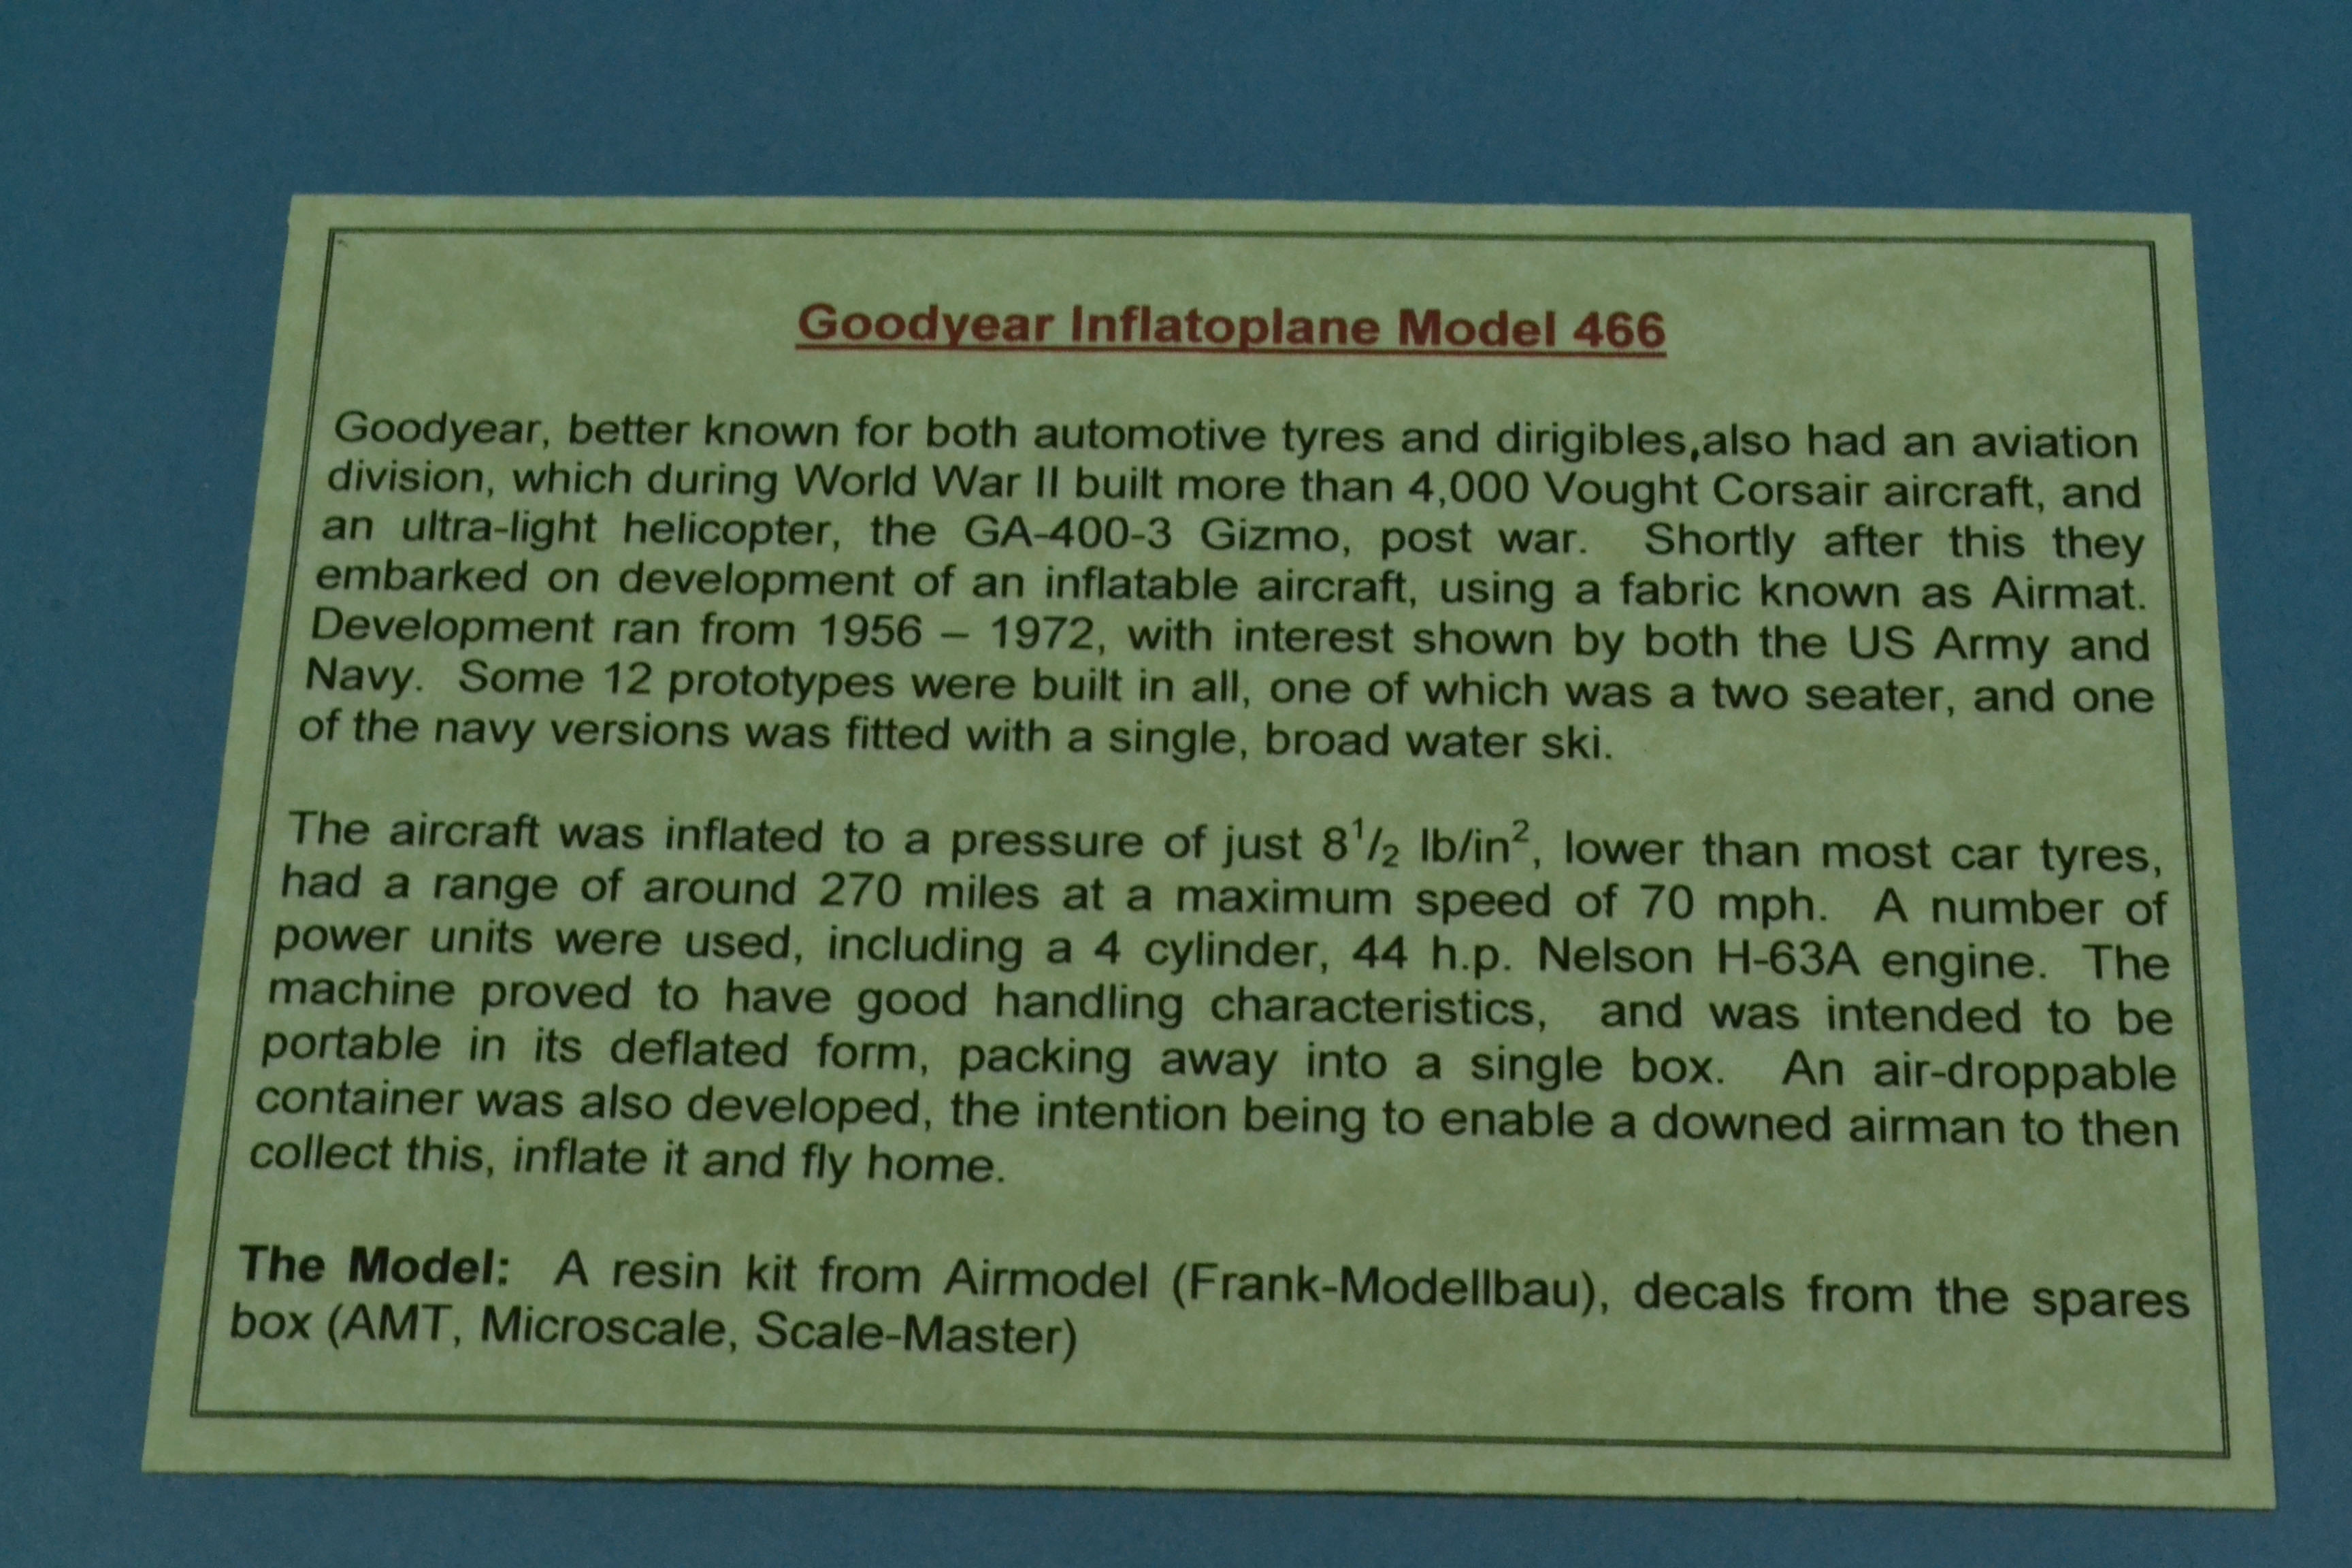 Goodyear Inflatoplane Model 466
Goodyear, better known for both automotive tyres and dirigibles,also had an aviation
division, which during World War II built more than 4,000 Vought Corsair aircraft, and
an ultra-light helicopter, the GA-400-3 Gizmo, post war. Shortly after this they
embarked on development of an inflatable aircraft, using a fabric known as Airmat.
Development ran from 1956 – 1972, with interest shown by both the US Army and
Navy. Some 12 prototypes were built in all, one of which was a two seater, and one
of the navy versions was fitted with a single, broad water ski.
The aircraft was inflated to a pressure of just 8¹/₂ lb/in², lower than most car tyres,
had a range of around 270 miles at a maximum speed of 70 mph. A number of
power units were used, including a 4 cylinder, 44 h.p. Nelson H-63A engine. The
machine proved to have good handling characteristics, and was intended to be
portable in its deflated form, packing away into a single box. An air-droppable
container was also developed, the intention being to enable a downed airman to then
collect this, inflate it and fly home.
The Model: A resin kit from Airmodel (Frank-Modellbau), decals from the spares
box (AMT, Microscale, Scale-Master)